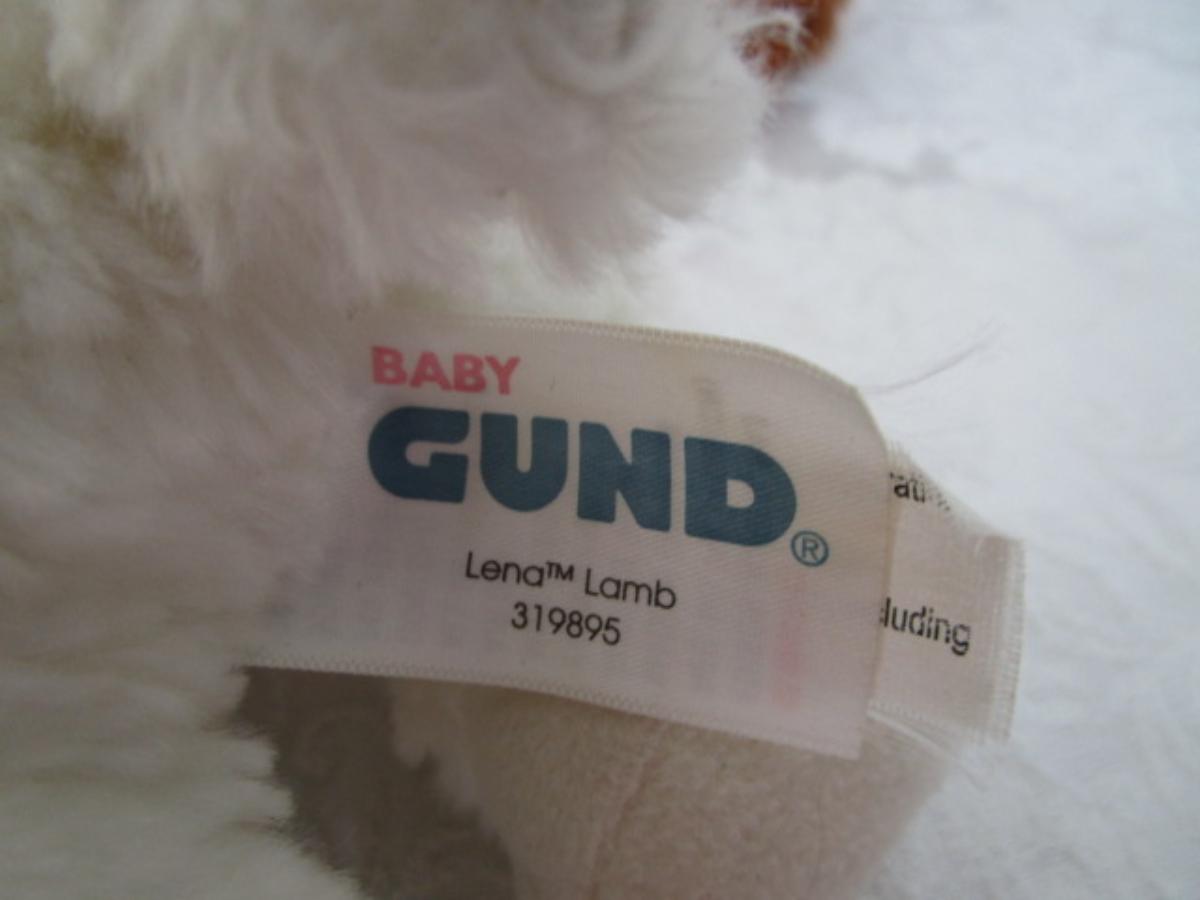 BABY
GUND®
Lena™ Lamb
319895
luding